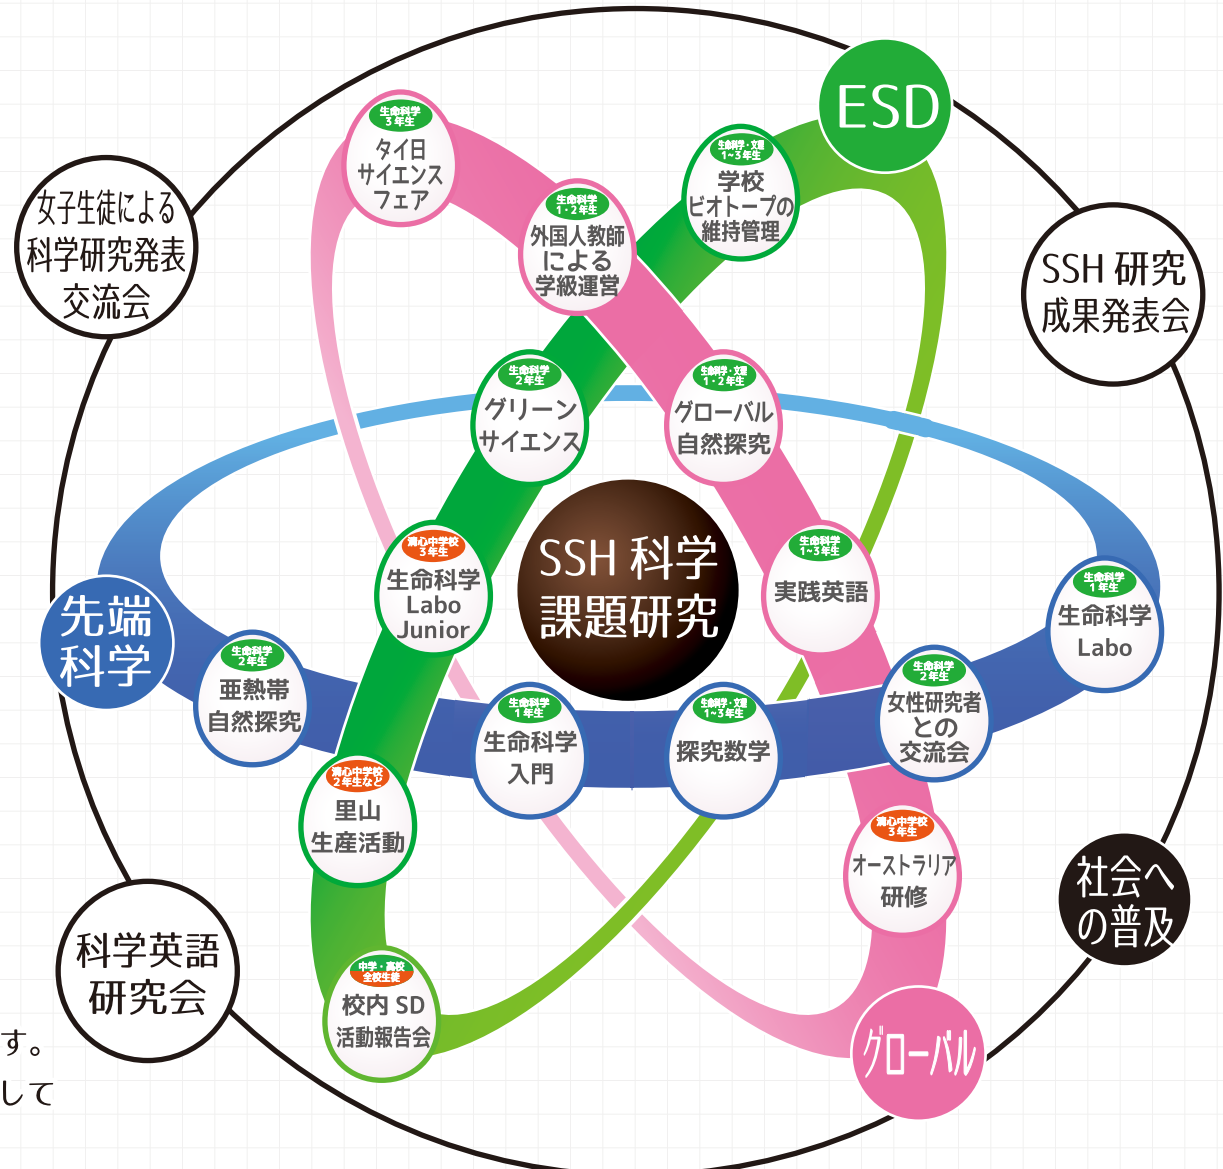 ESD
生命科学
3年生
タイ日
サイエンス
フェア
生命科学・文理
1~3年生
学校
ビオトープの
維持管理
女子生徒による
科学研究発表
交流会
生命科学
1・2年生
外国人教師
による
学級運営
SSH 研究
成果発表会
生命科学
2年生
グリーン
サイエンス
生命科学・文理
1・2年生
グローバル
自然探究
SSH 科学
課題研究
清心中学校
3年生
生命科学
Labo
Junior
生命科学
1~3年生
実践英語
生命科学
1年生
生命科学
Labo
先端
科学
生命科学
2年生
亜熱帯
自然探究
生命科学
1年生
生命科学
入門
生命科学・文理
1~3年生
探究数学
生命科学
2年生
女性研究者
との
交流会
清心中学校
2年生など
里山
生産活動
清心中学校
3年生
オーストラリア
研修
社会へ
の普及
科学英語
研究会
中学・高校
全校生徒
校内 SD
活動報告会
グローバル
す。
して